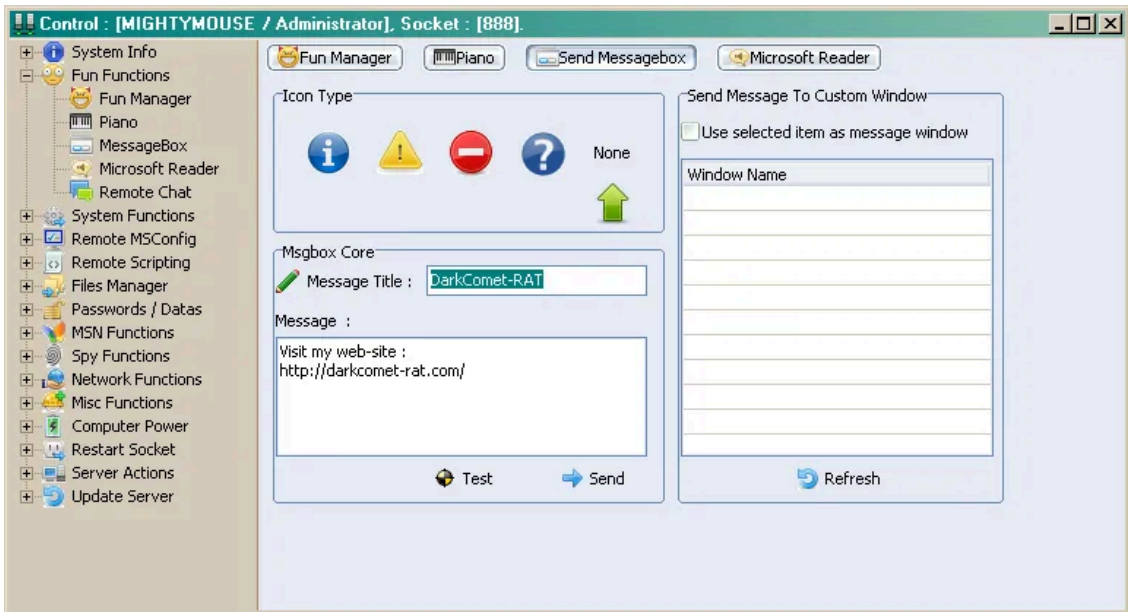 Control : [MIGHTYMOUSE / Administrator], Socket : [888].
System Info
Fun Functions
Fun Manager
Piano
MessageBox
Microsoft Reader
Remote Chat
System Functions
Remote MSConfig
Remote Scripting
Files Manager
Passwords / Datas
MSN Functions
Spy Functions
Network Functions
Misc Functions
Computer Power
Restart Socket
Server Actions
Update Server
Fun Manager
Piano
Send Messagebox
Microsoft Reader
Icon Type
None
Msgbox Core
Message Title :
DarkComet-RAT
Message :
Visit my web-site :
http://darkcomet-rat.com/
Test
Send
Send Message To Custom Window
Use selected item as message window
Window Name
Refresh